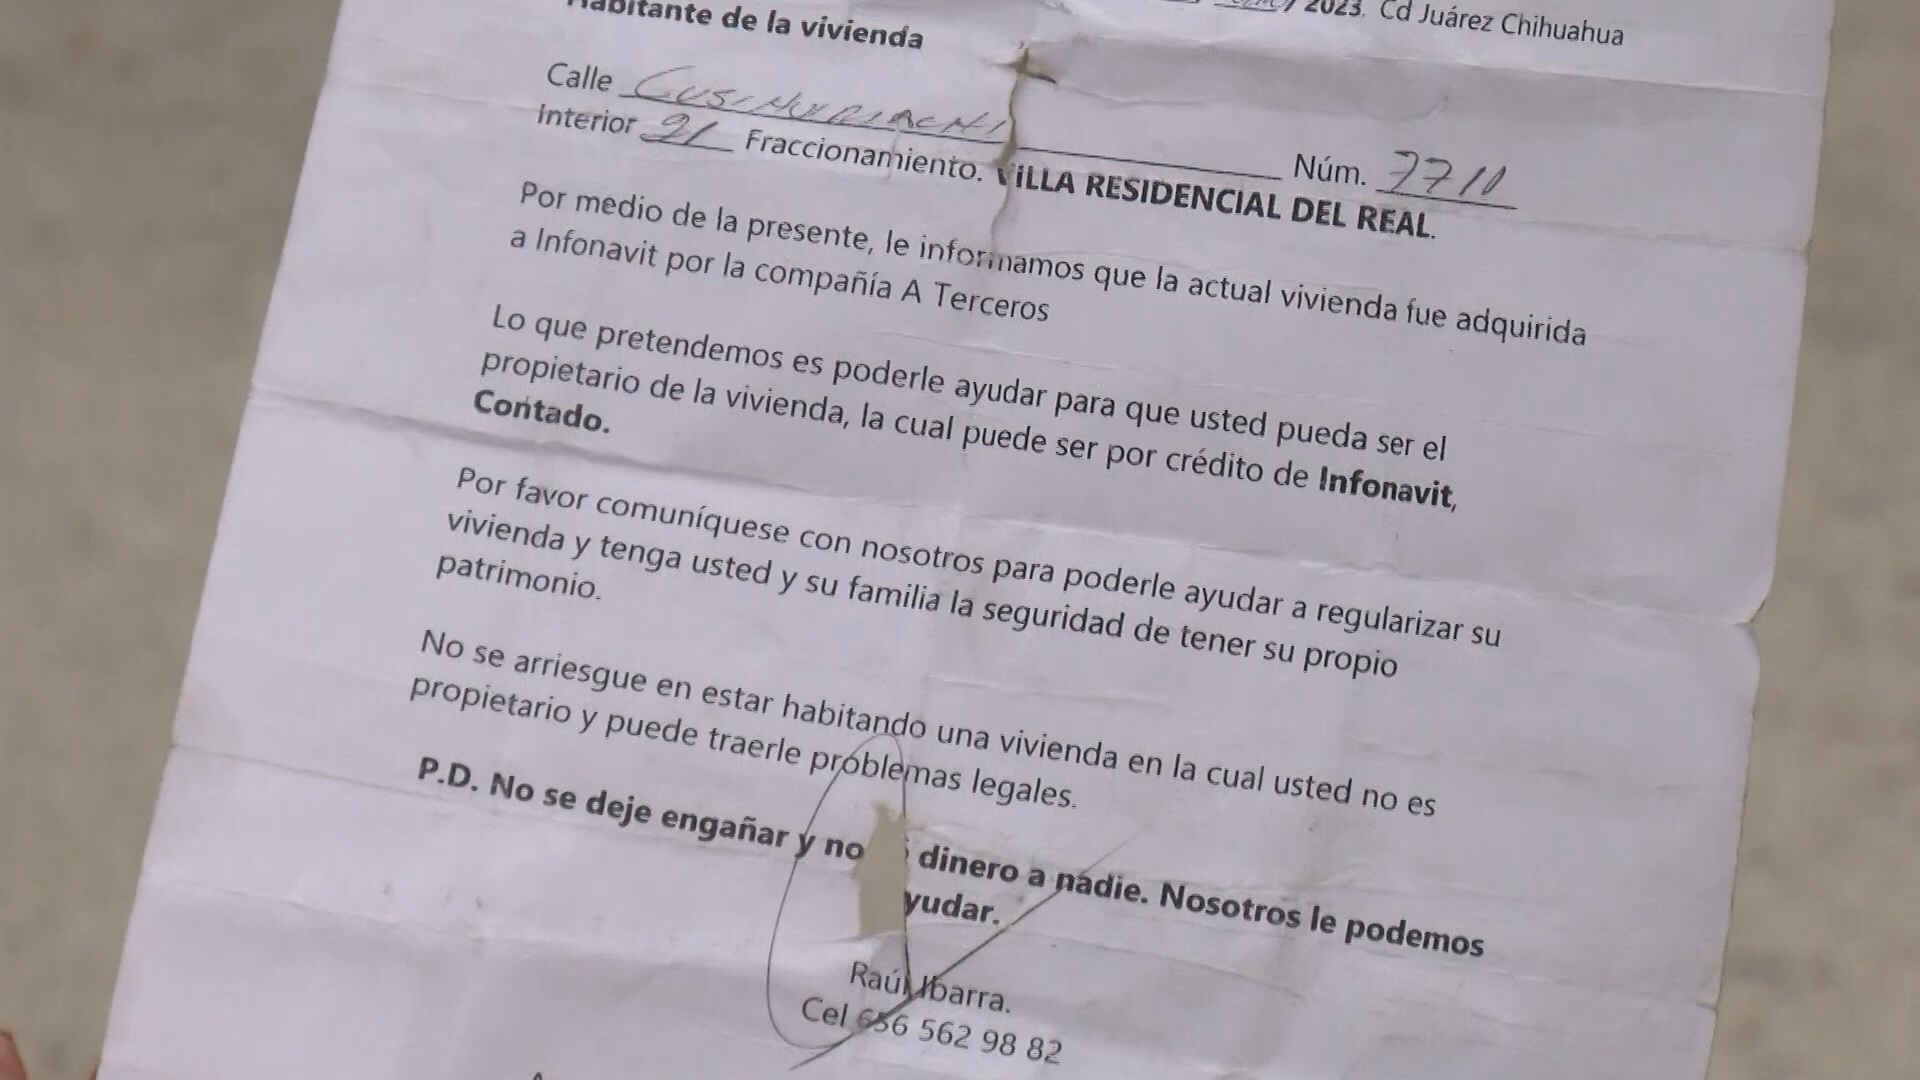 2023. Cd Juárez Chihuahua
Habitante de la vivienda
Calle
Núm. 7710
Interior 21 Fraccionamiento. VILLA RESIDENCIAL DEL REAL.
Por medio de la presente, le informamos que la actual vivienda fue adquirida
a Infonavit por la compañía A Terceros
Lo que pretendemos es poderle ayudar para que usted pueda ser el
propietario de la vivienda, la cual puede ser por crédito de Infonavit,
Contado.
Por favor comuníquese con nosotros para poderle ayudar a regularizar su
vivienda y tenga usted y su familia la seguridad de tener su propio
patrimonio.
No se arriesgue en estar habitando una vivienda en la cual usted no es
propietario y puede traerle problemas legales.
P.D. No se deje engañar y no dinero a nadie. Nosotros le podemos
yudar.
Raúl Ibarra.
Cel 656 562 98 82